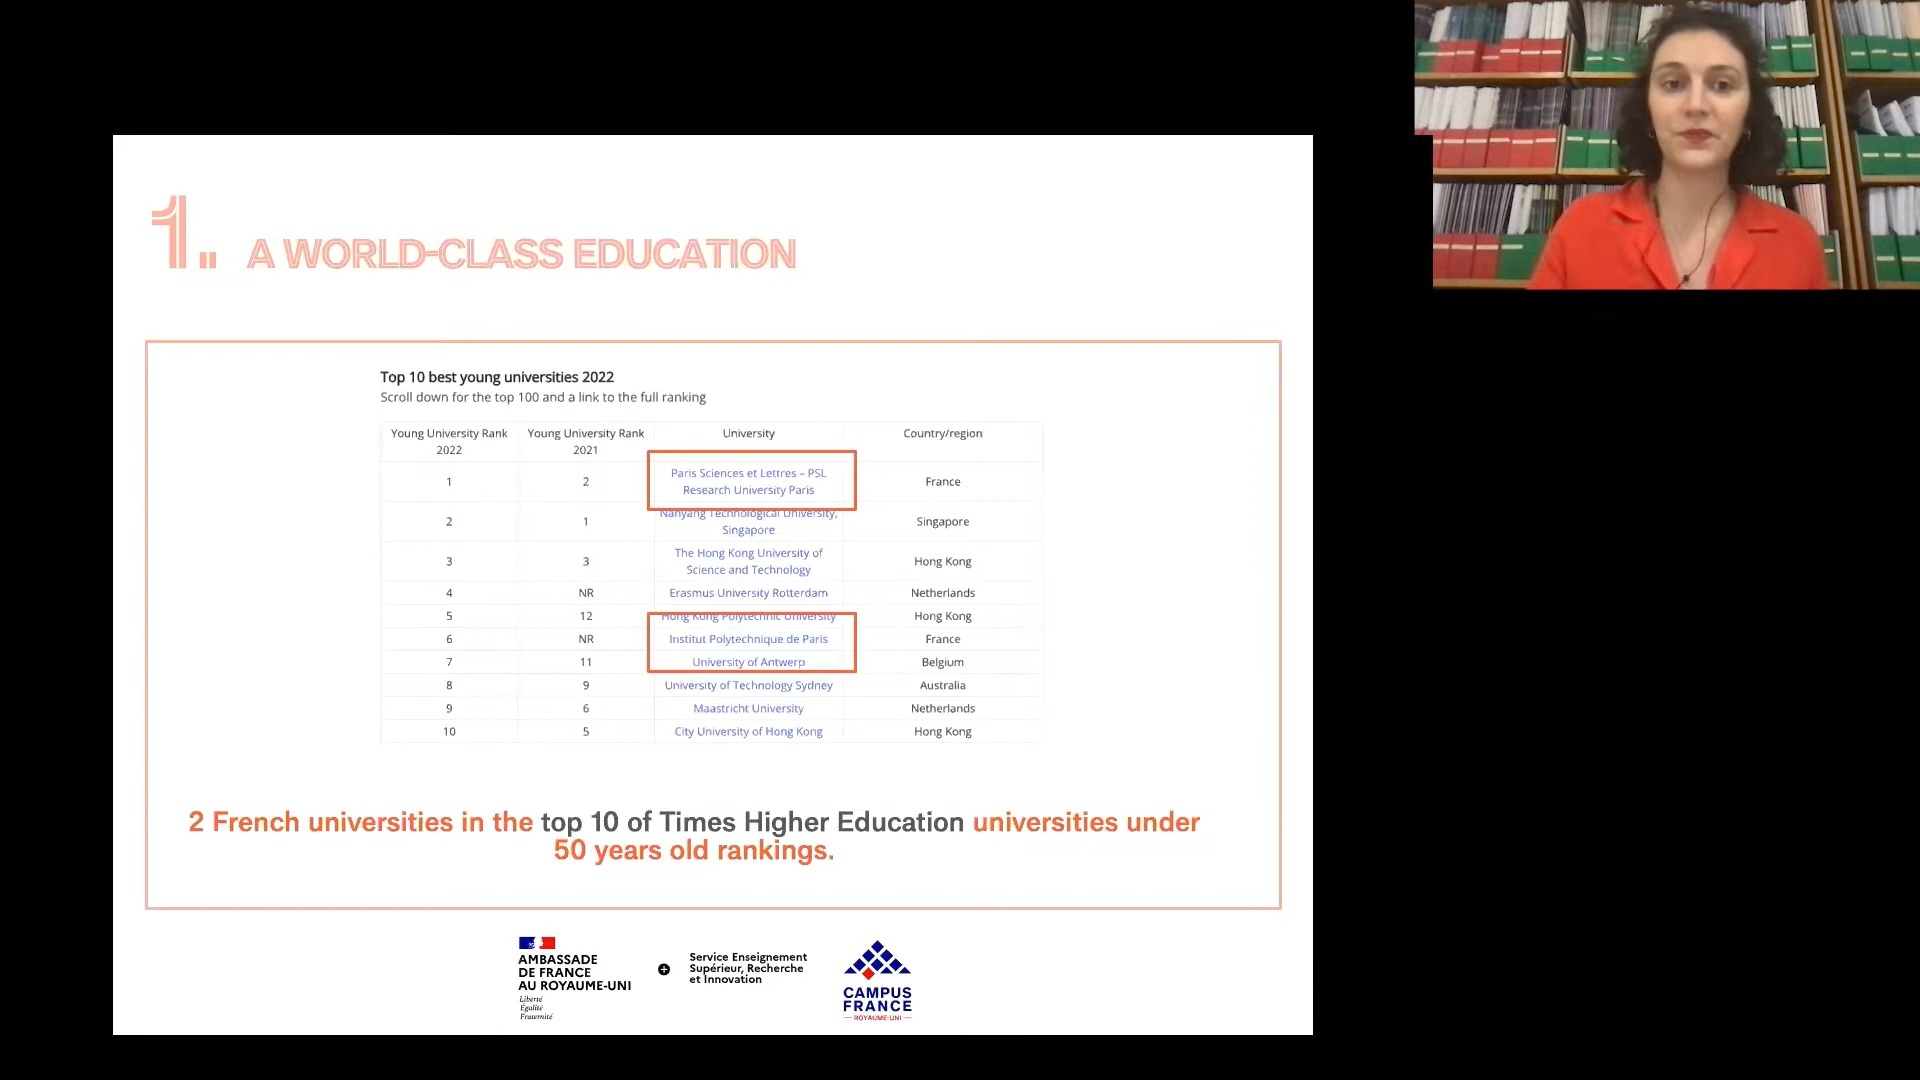 1. A WORLD-CLASS EDUCATION
Top 10 best young universities 2022
Scroll down for the top 100 and a link to the full ranking
Young University Rank 2022 Young University Rank 2021 University Country/region
1 2 Paris Sciences et Lettres – PSL Research University Paris France
2 1 Nanyang Technological University, Singapore Singapore
3 3 The Hong Kong University of Science and Technology Hong Kong
4 NR Erasmus University Rotterdam Netherlands
5 12 Hong Kong Polytechnic University Hong Kong
6 NR Institut Polytechnique de Paris France
7 11 University of Antwerp Belgium
8 9 University of Technology Sydney Australia
9 6 Maastricht University Netherlands
10 5 City University of Hong Kong Hong Kong
2 French universities in the top 10 of Times Higher Education universities under
50 years old rankings.
AMBASSADE
DE FRANCE
AU ROYAUME-UNI
Liberté
Égalité
Fraternité
Service Enseignement
Supérieur, Recherche
et Innovation
CAMPUS
FRANCE
ROYAUME-UNI